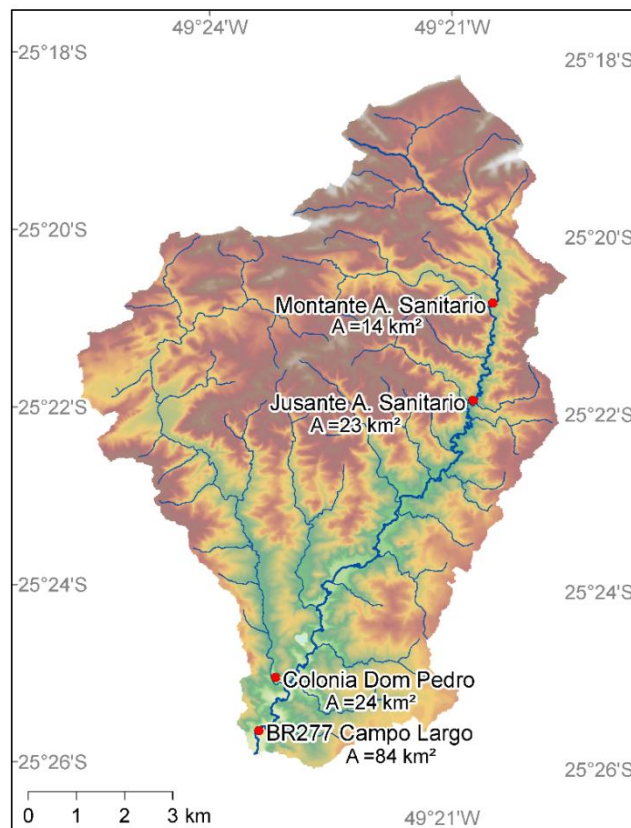 49°24'W
49°21'W
25°18'S
25°18'S
25°20'S
25°20'S
Montante A. Sanitario
A =14 km²
25°22'S
25°22'S
Jusante A. Sanitario
A =23 km²
25°24'S
25°24'S
Colonia Dom Pedro
A =24 km²
BR277 Campo Largo
A =84 km²
25°26'S
25°26'S
0 1 2 3 km
49°21'W